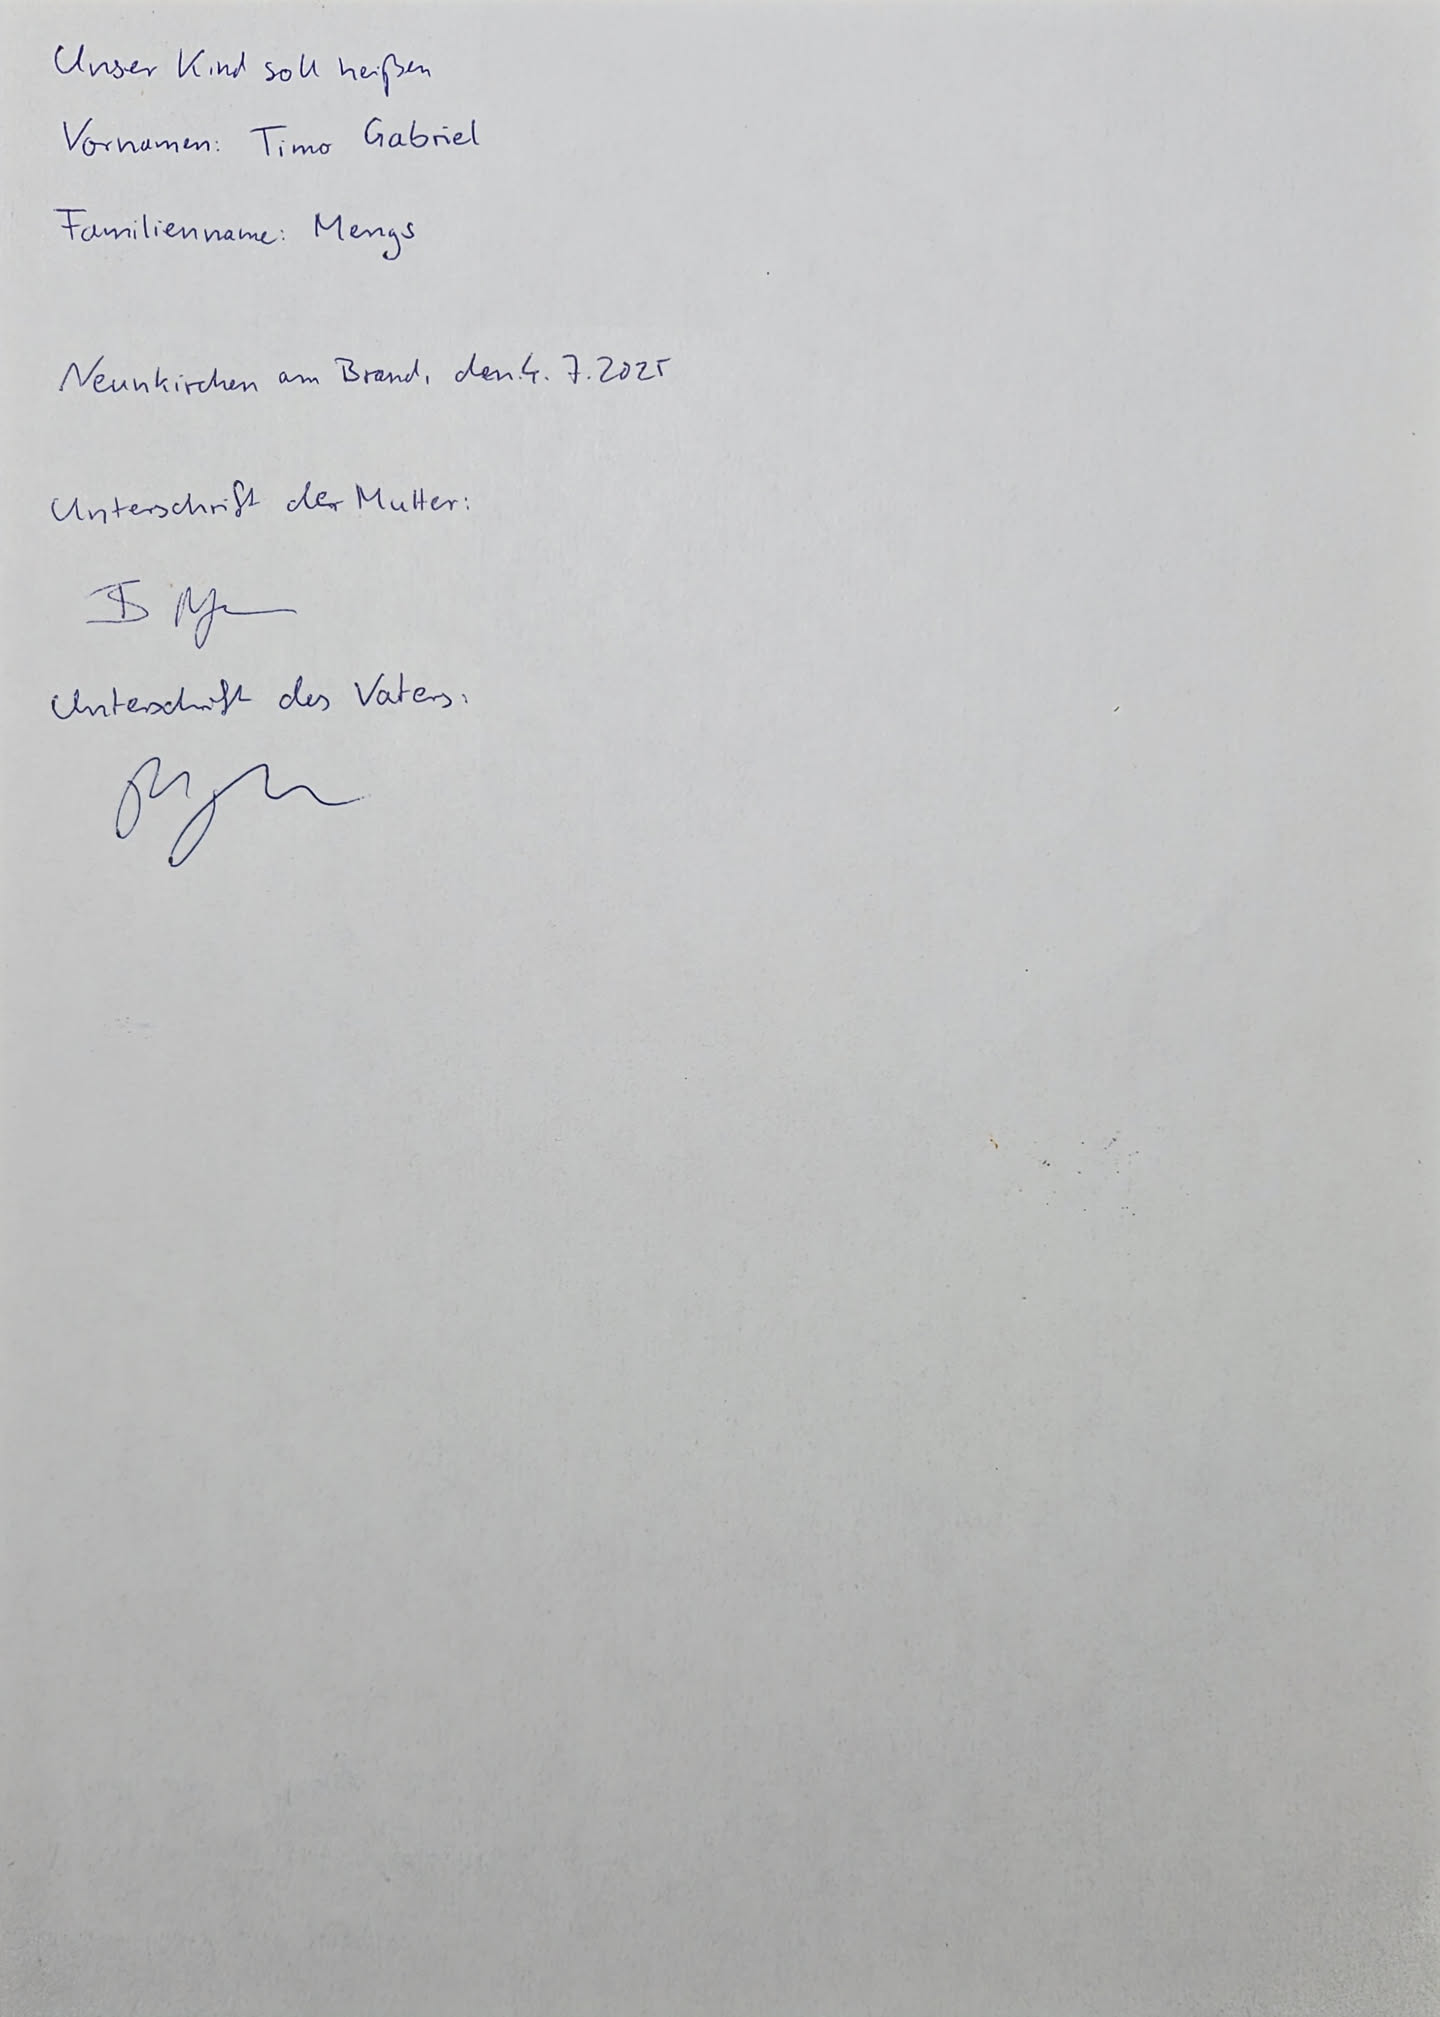 Unser Kind soll heißen
Vornamen: Timo Gabriel
Familienname: Mengs
Neunkirchen am Brand, den 4.7.2025
Unterschrift der Mutter:
Unterschrift des Vaters: